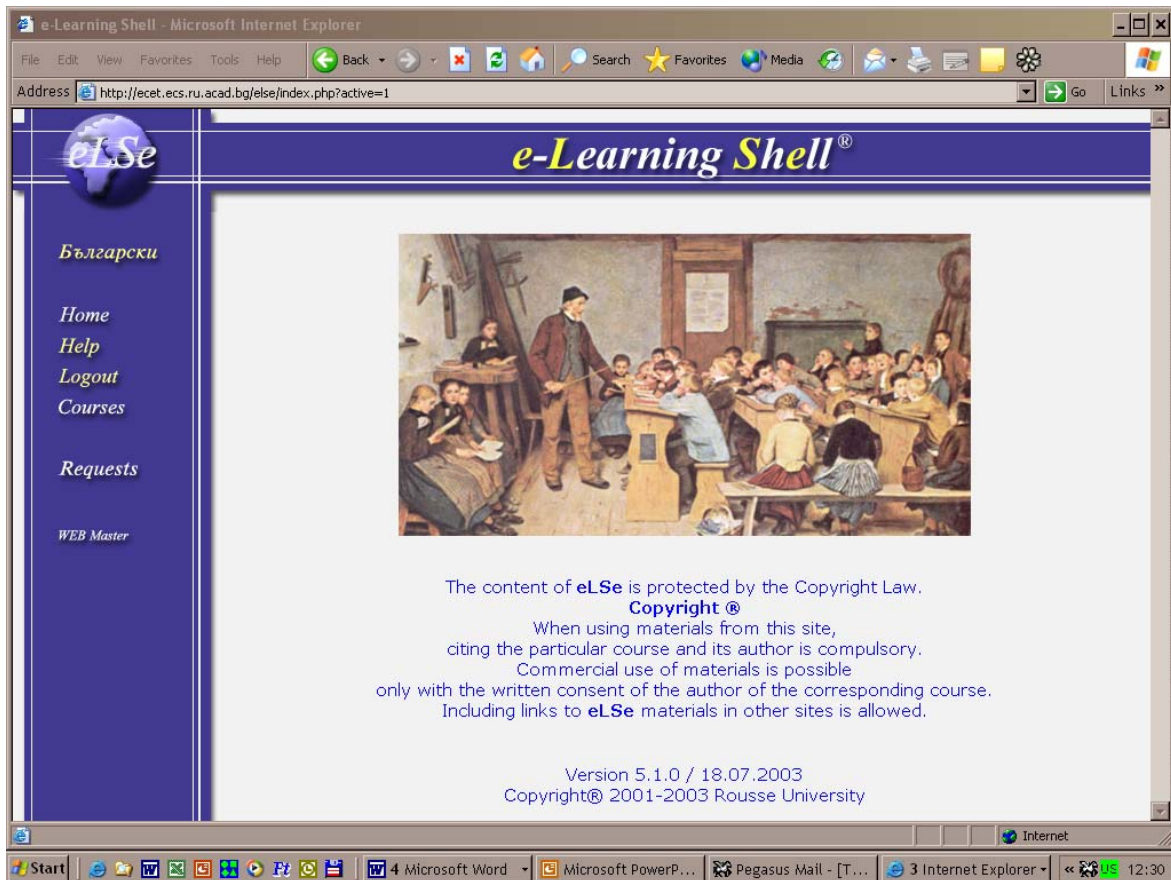 e-Learning Shell - Microsoft Internet Explorer
File Edit View Favorites Tools Help Back Search Favorites Media
Address http://ecet.ecs.ru.acad.bg/else/index.php?active=1 Go Links »
eLSe
e-Learning Shell®
Български
Home
Help
Logout
Courses
Requests
WEB Master
The content of eLSe is protected by the Copyright Law.
Copyright ®
When using materials from this site,
citing the particular course and its author is compulsory.
Commercial use of materials is possible
only with the written consent of the author of the corresponding course.
Including links to eLSe materials in other sites is allowed.
Version 5.1.0 / 18.07.2003
Copyright® 2001-2003 Rousse University
Internet
Start 4 Microsoft Word Microsoft PowerP... Pegasus Mail - [T... 3 Internet Explorer « US 12:30